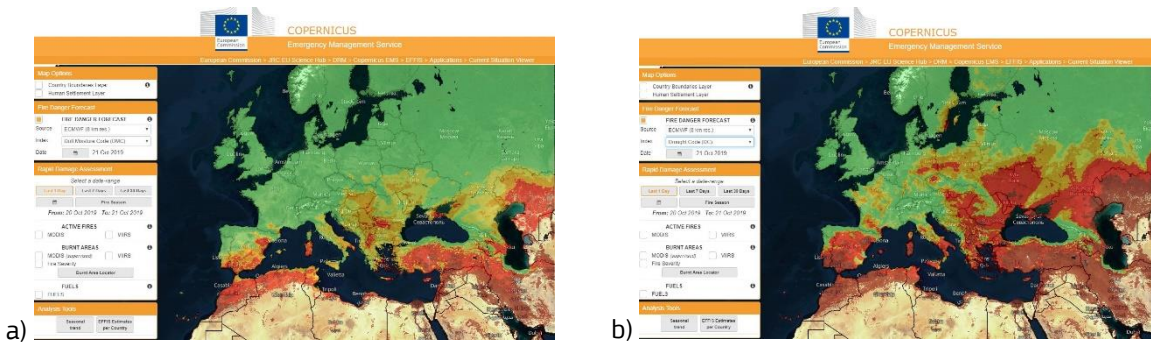 a)
European
Commission
COPERNICUS
Emergency Management Service
European Commission > JRC EU Science Hub > DRM > Copernicus EMS > EFFIS > Applications > Current Situation Viewer
Map Options
Country Boundaries Layer
Human Settlement Layer
Fire Danger Forecast
FIRE DANGER FORECAST
Source ECMWF (8 km res.)
Index Duff Moisture Code (DMC)
Date 21 Oct 2019
Rapid Damage Assessment
Select a date-range
Last 1 Day Last 7 Days Last 30 Days
Fire Season
From: 20 Oct 2019 To: 21 Oct 2019
ACTIVE FIRES
MODIS VIIRS
BURNT AREAS
MODIS (supervised) VIIRS
Fire Severity
Burnt Area Locator
FUELS
FUELS
Analysis Tools
Seasonal trend EFFIS Estimates per Country
Valletta
Tripoli
b)
European
Commission
COPERNICUS
Emergency Management Service
European Commission > JRC EU Science Hub > DRM > Copernicus EMS > EFFIS > Applications > Current Situation Viewer
Map Options
Country Boundaries Layer
Human Settlement Layer
Fire Danger Forecast
FIRE DANGER FORECAST
Source ECMWF (8 km res.)
Index Drought Code (DC)
Date 21 Oct 2019
Rapid Damage Assessment
Select a date-range
Last 1 Day Last 7 Days Last 30 Days
Fire Season
From: 20 Oct 2019 To: 21 Oct 2019
ACTIVE FIRES
MODIS VIIRS
BURNT AREAS
MODIS (supervised) VIIRS
Fire Severity
Burnt Area Locator
FUELS
FUELS
Analysis Tools
Seasonal trend EFFIS Estimates per Country
Valletta
Tripoli